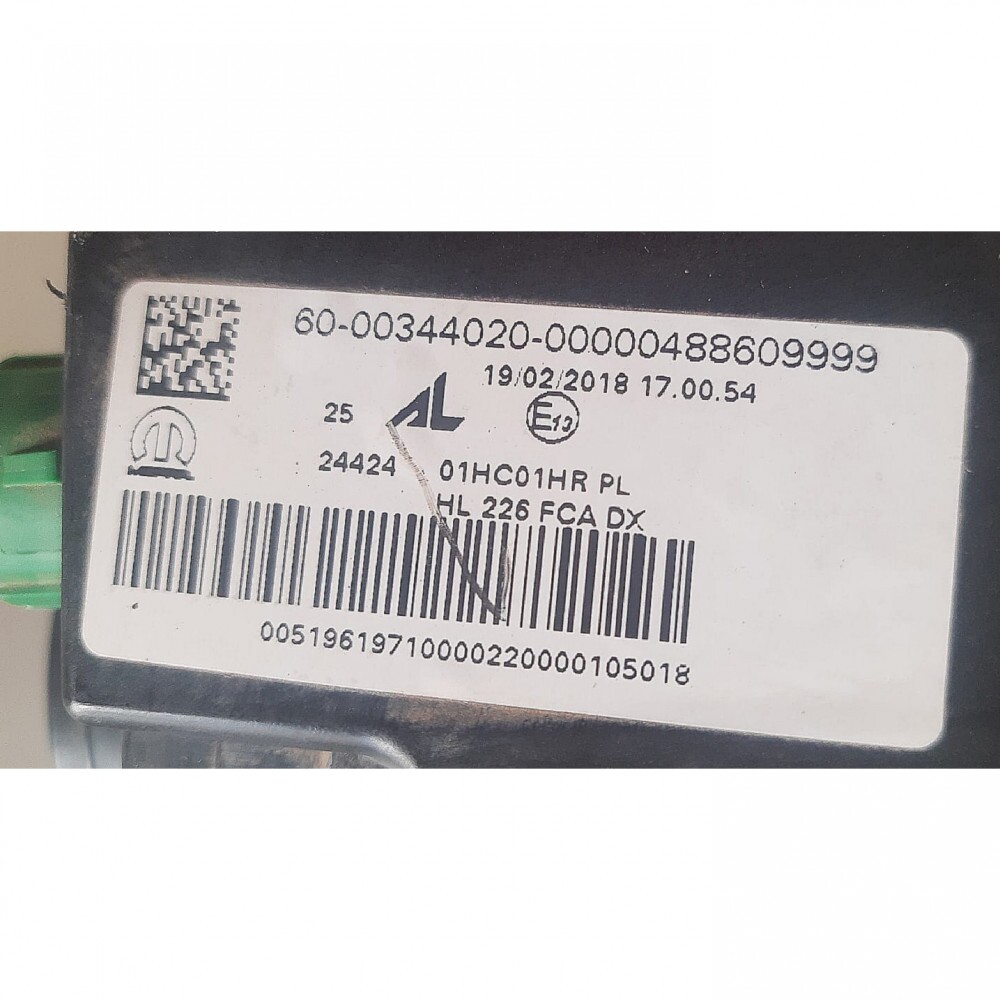 60-00344020-00000488609999
19/02/2018 17.00.54
25 AL E13
24424 01HC01HR PL
HL 226 FCA DX
00519619710000220000105018